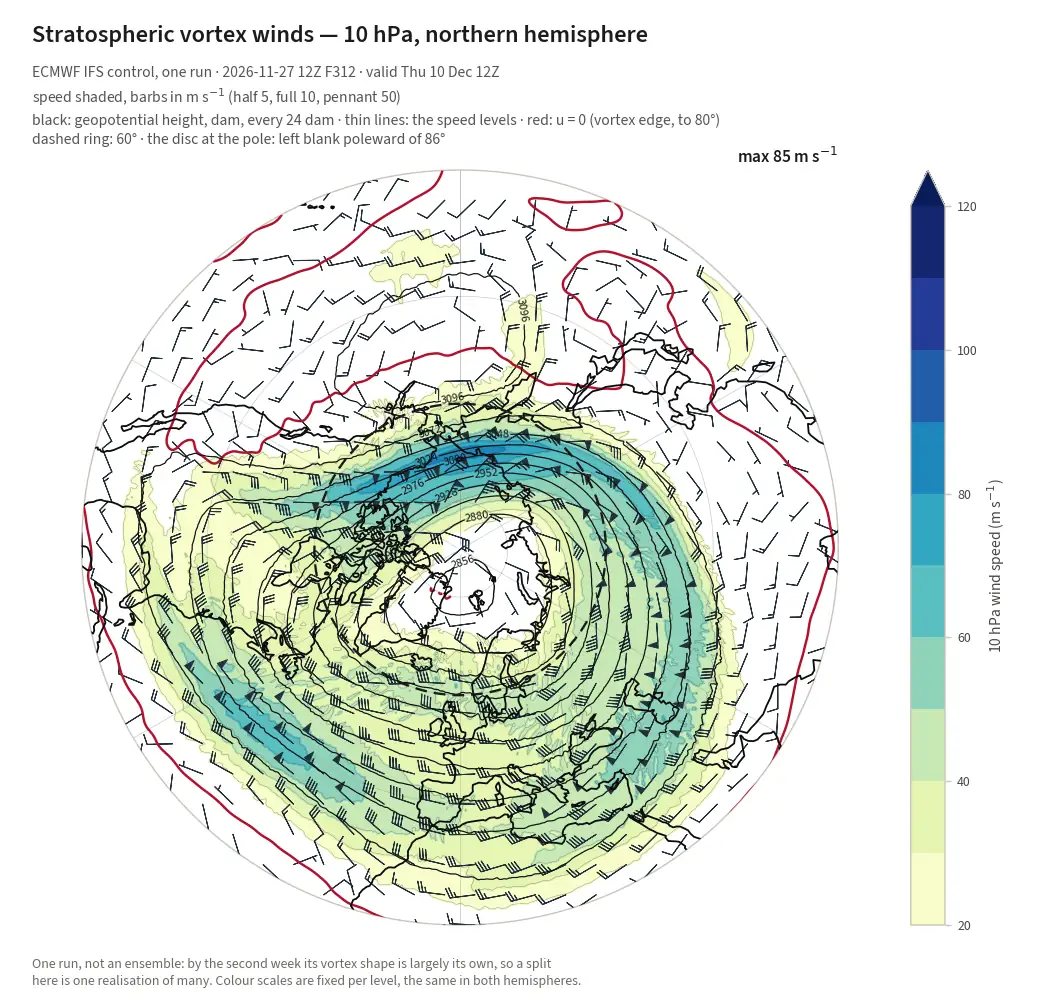 Stratospheric vortex winds — 10 hPa, northern hemisphere
ECMWF IFS control, one run · 2026-11-27 12Z F312 · valid Thu 10 Dec 12Z
speed shaded, barbs in m s⁻¹ (half 5, full 10, pennant 50)
black: geopotential height, dam, every 24 dam · thin lines: the speed levels · red: u = 0 (vortex edge, to 80°)
dashed ring: 60° · the disc at the pole: left blank poleward of 86°
max 85 m s⁻¹
120
100
80
60
40
20
10 hPa wind speed (m s⁻¹)
3096
3096
2952
2976
2928
2880
2856
One run, not an ensemble: by the second week its vortex shape is largely its own, so a split
here is one realisation of many. Colour scales are fixed per level, the same in both hemispheres.